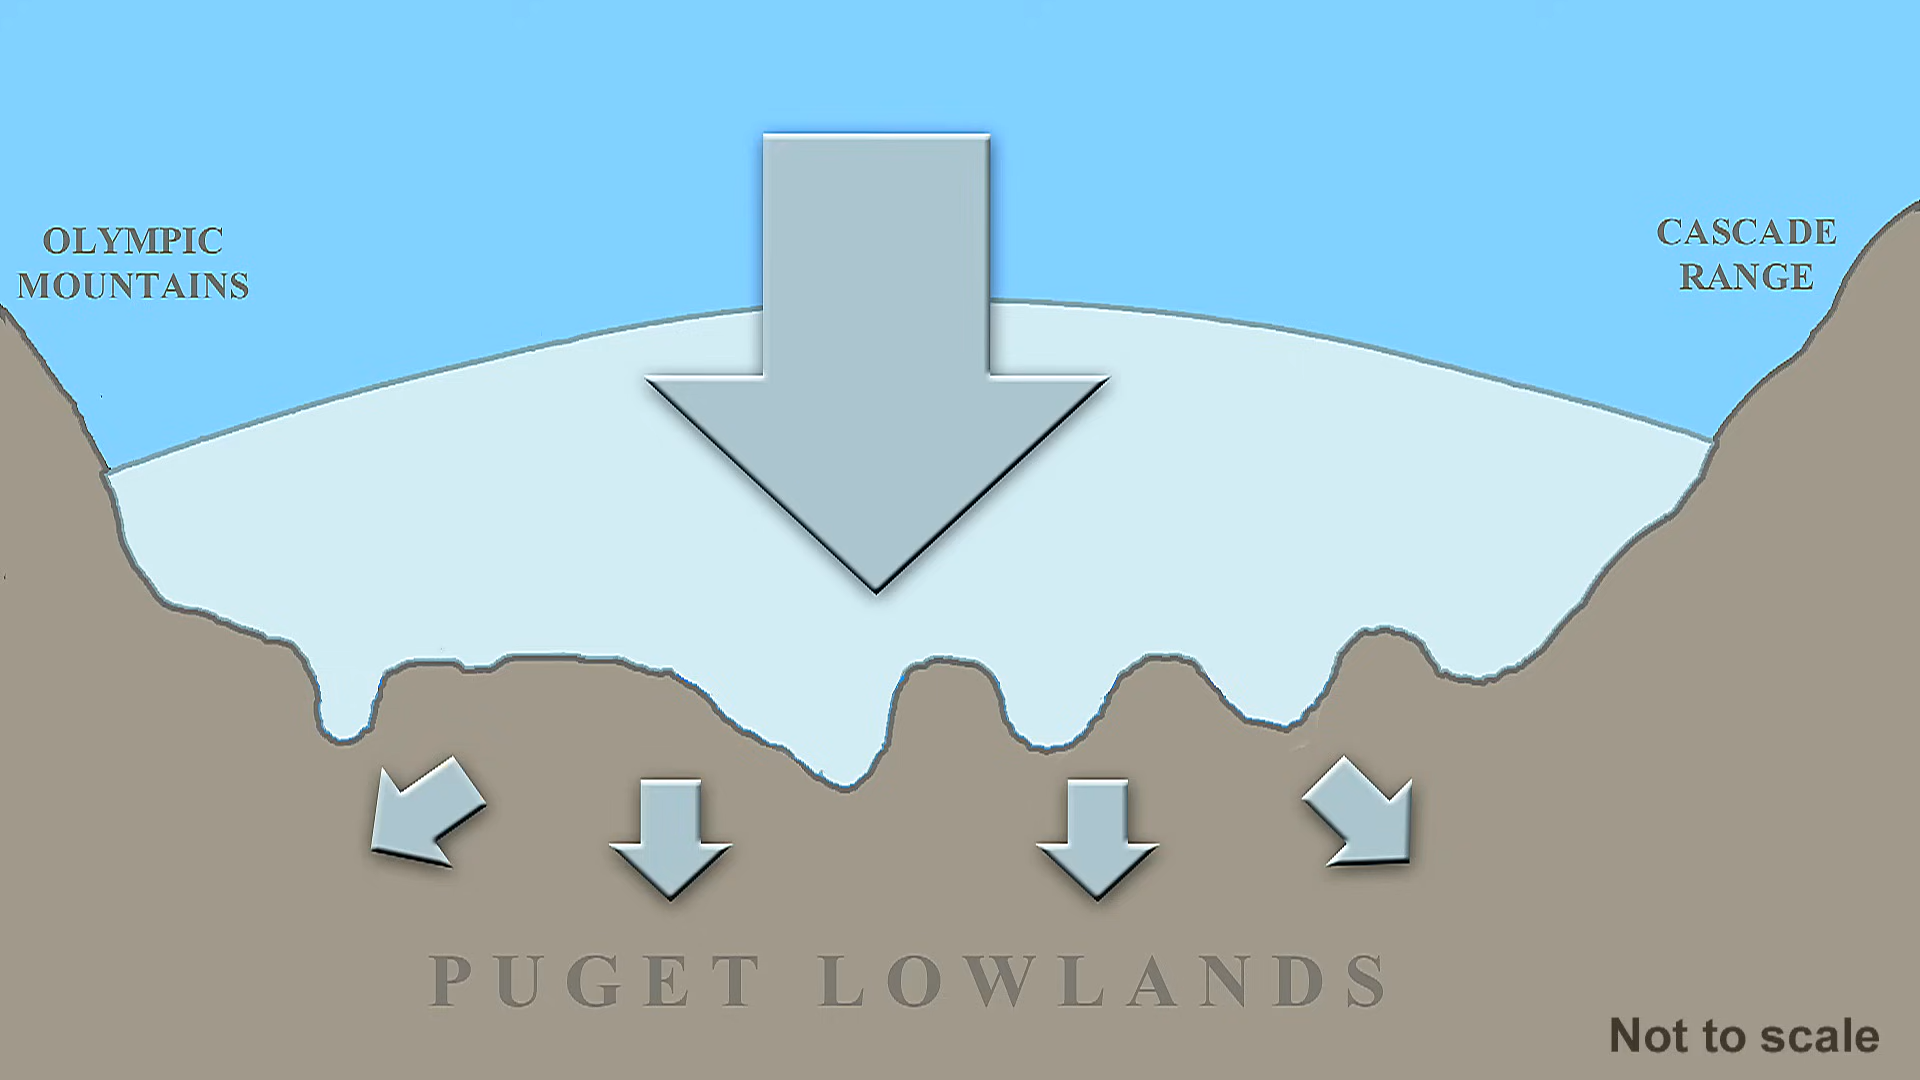 OLYMPIC
MOUNTAINS
CASCADE
RANGE
PUGET LOWLANDS
Not to scale